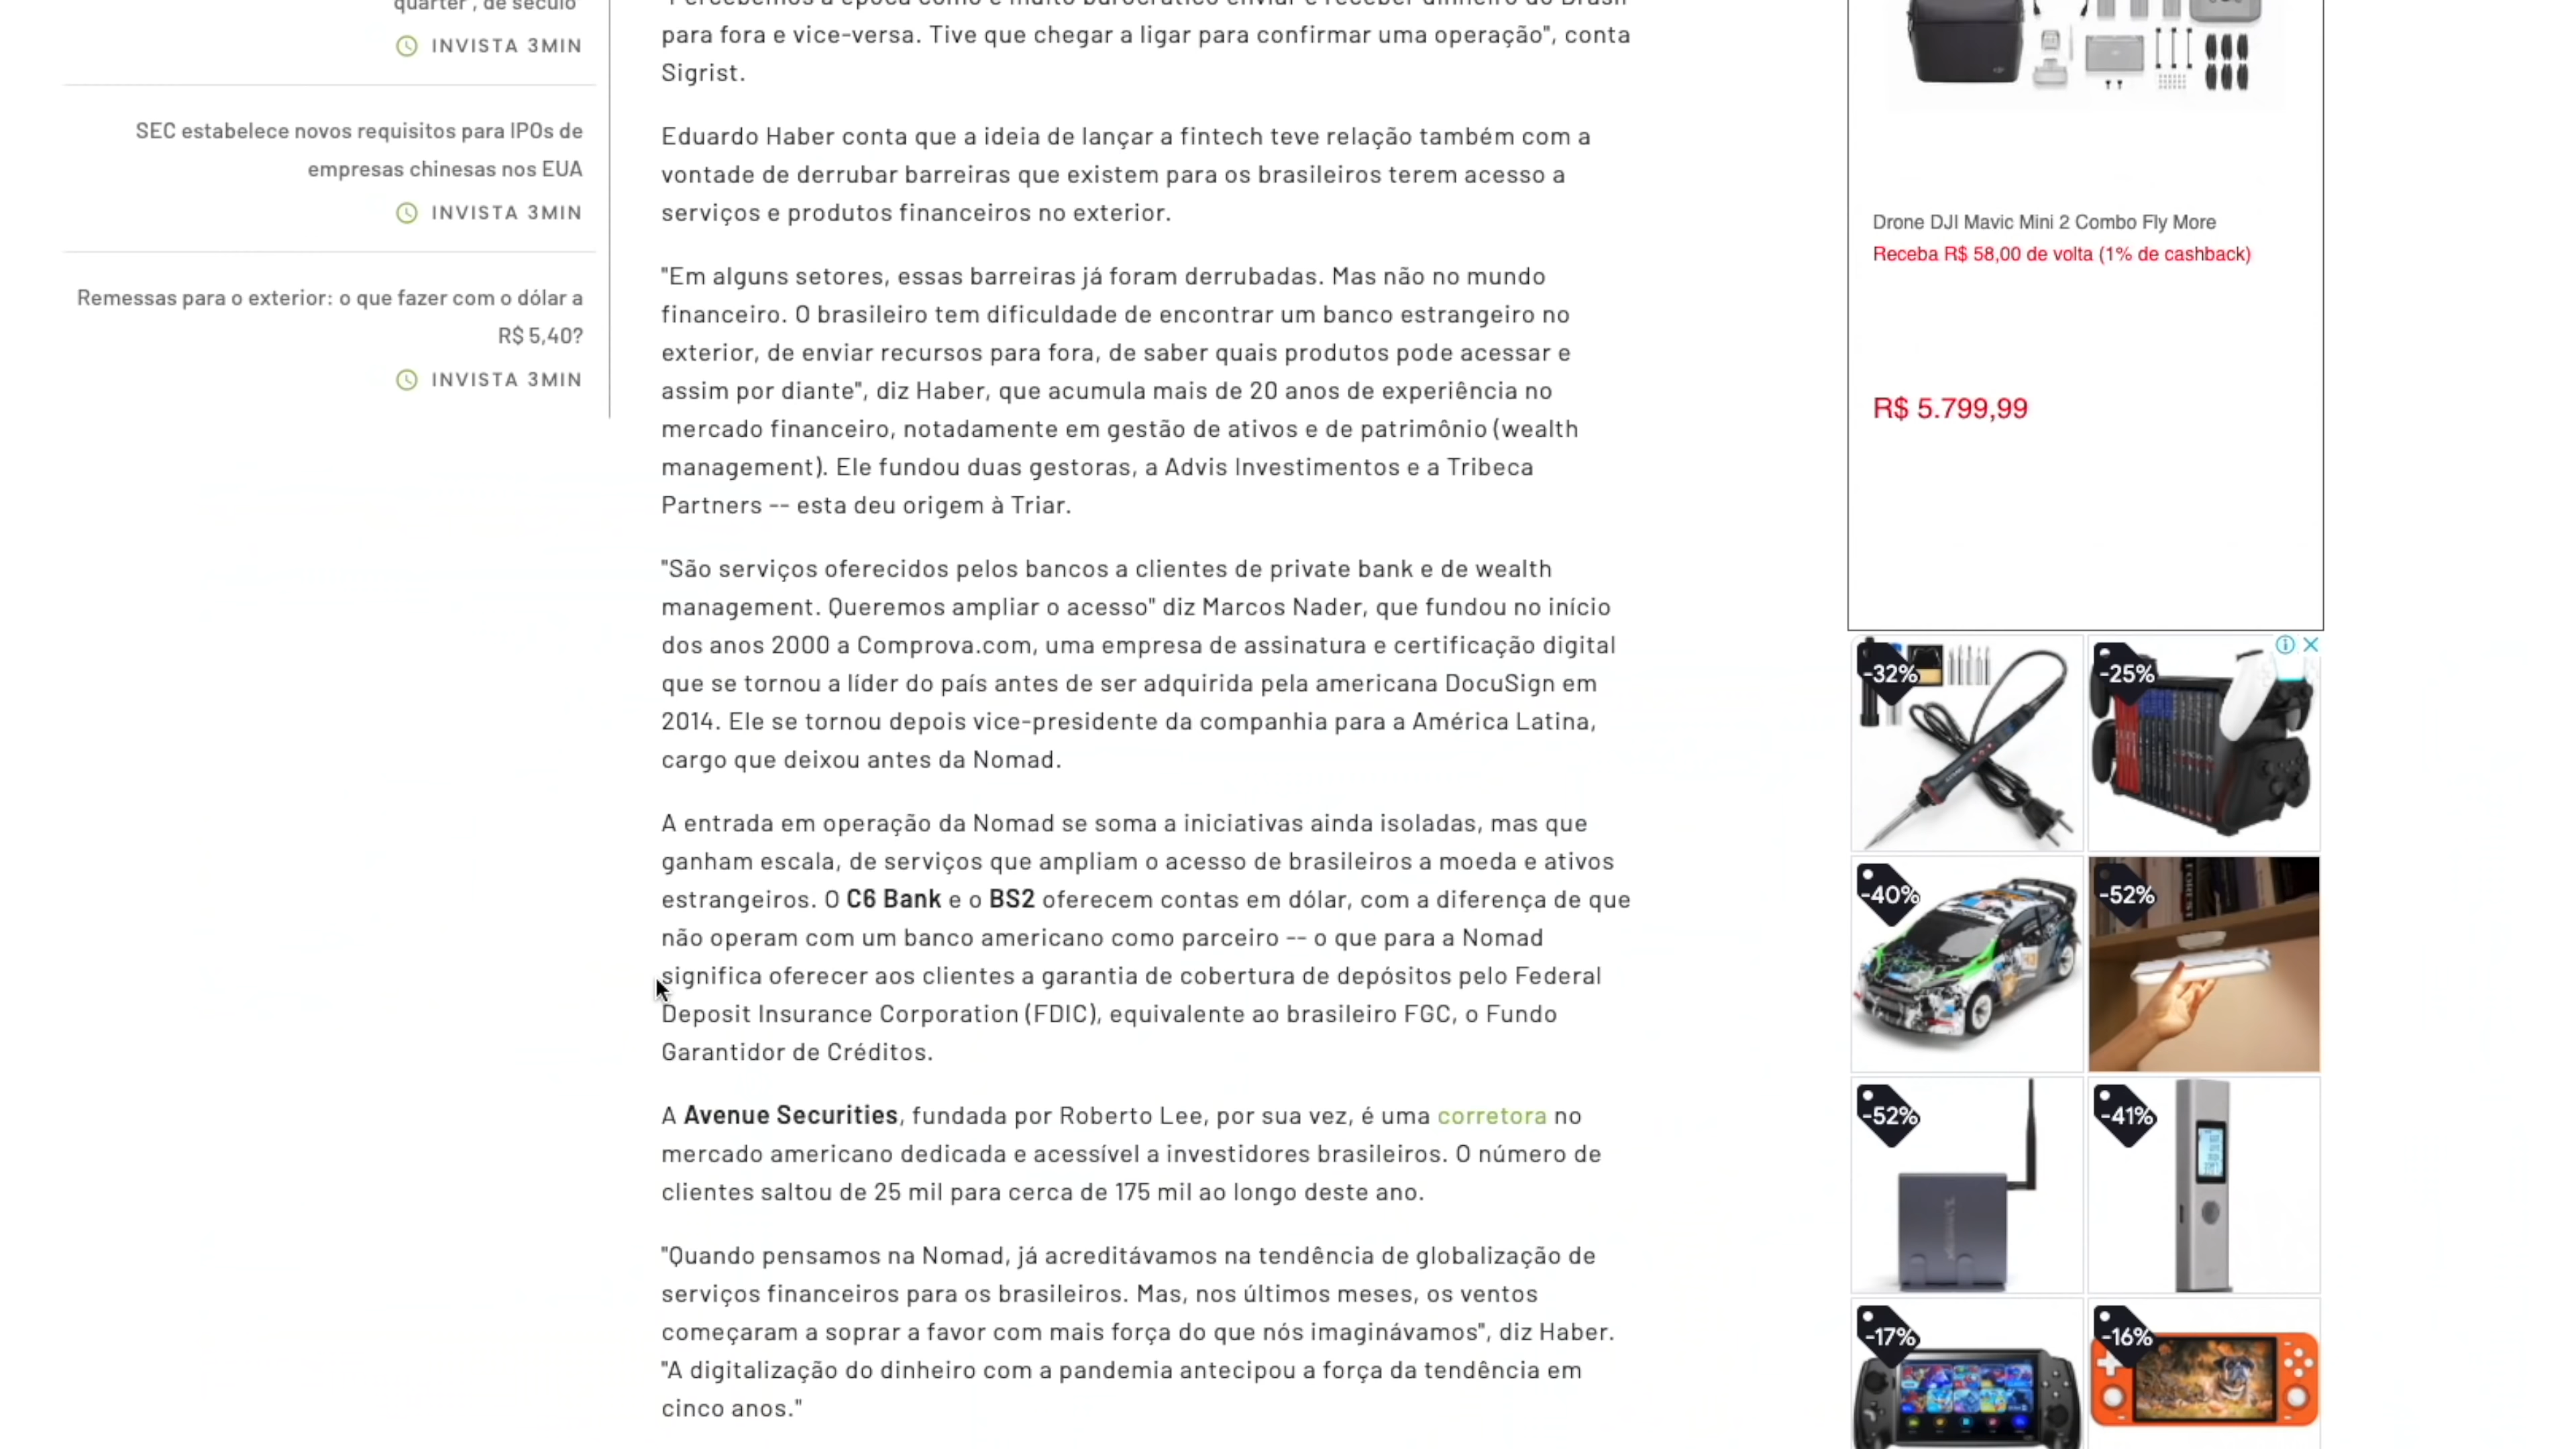 quarter", de século
INVISTA 3MIN
SEC estabelece novos requisitos para IPOs de
empresas chinesas nos EUA
INVISTA 3MIN
Remessas para o exterior: o que fazer com o dólar a
R$ 5,40?
INVISTA 3MIN
"Percebemos à época como é muito burocrático enviar e receber dinheiro do Brasil
para fora e vice-versa. Tive que chegar a ligar para confirmar uma operação", conta
Sigrist.
Eduardo Haber conta que a ideia de lançar a fintech teve relação também com a
vontade de derrubar barreiras que existem para os brasileiros terem acesso a
serviços e produtos financeiros no exterior.
"Em alguns setores, essas barreiras já foram derrubadas. Mas não no mundo
financeiro. O brasileiro tem dificuldade de encontrar um banco estrangeiro no
exterior, de enviar recursos para fora, de saber quais produtos pode acessar e
assim por diante", diz Haber, que acumula mais de 20 anos de experiência no
mercado financeiro, notadamente em gestão de ativos e de patrimônio (wealth
management). Ele fundou duas gestoras, a Advis Investimentos e a Tribeca
Partners -- esta deu origem à Triar.
"São serviços oferecidos pelos bancos a clientes de private bank e de wealth
management. Queremos ampliar o acesso" diz Marcos Nader, que fundou no início
dos anos 2000 a Comprova.com, uma empresa de assinatura e certificação digital
que se tornou a líder do país antes de ser adquirida pela americana DocuSign em
2014. Ele se tornou depois vice-presidente da companhia para a América Latina,
cargo que deixou antes da Nomad.
A entrada em operação da Nomad se soma a iniciativas ainda isoladas, mas que
ganham escala, de serviços que ampliam o acesso de brasileiros a moeda e ativos
estrangeiros. O C6 Bank e o BS2 oferecem contas em dólar, com a diferença de que
não operam com um banco americano como parceiro -- o que para a Nomad
significa oferecer aos clientes a garantia de cobertura de depósitos pelo Federal
Deposit Insurance Corporation (FDIC), equivalente ao brasileiro FGC, o Fundo
Garantidor de Créditos.
A Avenue Securities, fundada por Roberto Lee, por sua vez, é uma corretora no
mercado americano dedicada e acessível a investidores brasileiros. O número de
clientes saltou de 25 mil para cerca de 175 mil ao longo deste ano.
"Quando pensamos na Nomad, já acreditávamos na tendência de globalização de
serviços financeiros para os brasileiros. Mas, nos últimos meses, os ventos
começaram a soprar a favor com mais força do que nós imaginávamos", diz Haber.
"A digitalização do dinheiro com a pandemia antecipou a força da tendência em
cinco anos."
Drone DJI Mavic Mini 2 Combo Fly More
Receba R$ 58,00 de volta (1% de cashback)
R$ 5.799,99
-32%
-25%
-40%
-52%
-52%
-41%
-17%
-16%